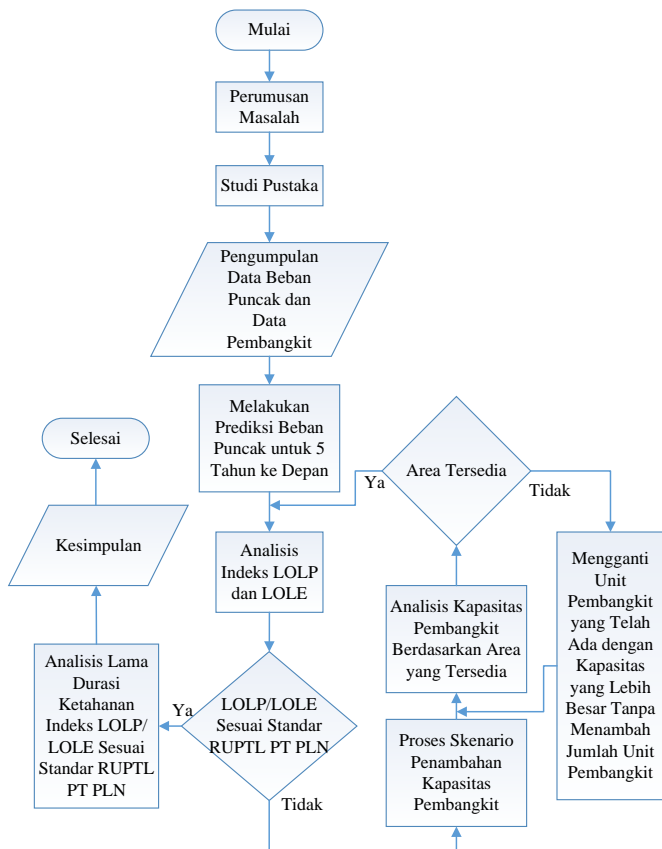 Mulai
Perumusan
Masalah
Studi Pustaka
Pengumpulan
Data Beban
Puncak dan
Data
Pembangkit
Melakukan
Prediksi Beban
Puncak untuk 5
Tahun ke Depan
Analisis
Indeks LOLP
dan LOLE
LOLP/LOLE
Sesuai Standar
RUPTL PT PLN
Ya
Tidak
Analisis Lama
Durasi
Ketahanan
Indeks LOLP/
LOLE Sesuai
Standar RUPTL
PT PLN
Kesimpulan
Selesai
Proses Skenario
Penambahan
Kapasitas
Pembangkit
Analisis Kapasitas
Pembangkit
Berdasarkan Area
yang Tersedia
Area Tersedia
Ya
Tidak
Mengganti
Unit
Pembangkit
yang Telah
Ada dengan
Kapasitas
yang Lebih
Besar Tanpa
Menambah
Jumlah Unit
Pembangkit